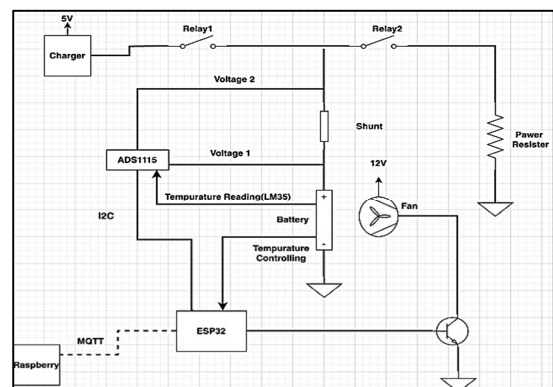 5V
Relay1
Relay2
Charger
Voltage 2
Shunt
Pawer
Resister
ADS1115
Voltage 1
12V
Tempurature Reading(LM35)
+
Fan
I2C
Battery
-
Tempurature
Controlling
ESP32
MQTT
Raspberry